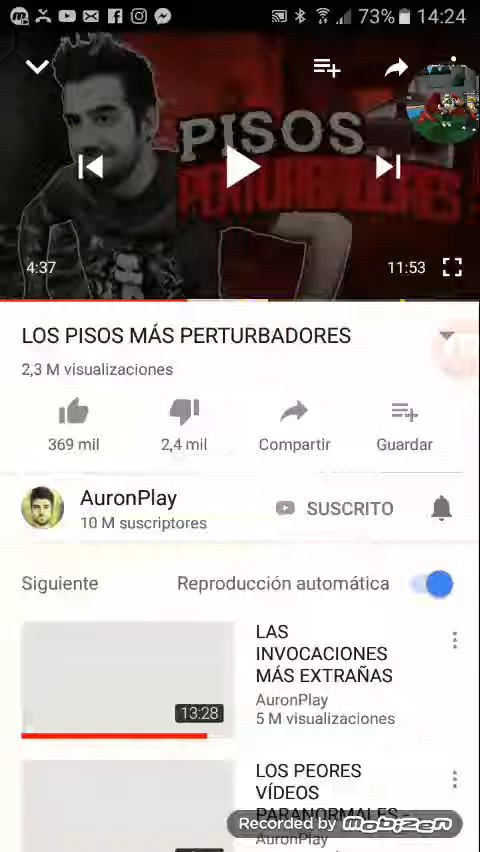 73% 14:24
PISOS
PERTURBADORES
4:37
11:53
LOS PISOS MÁS PERTURBADORES
2,3 M visualizaciones
369 mil
2,4 mil
Compartir
Guardar
AuronPlay
10 M suscriptores
SUSCRITO
Siguiente
Reproducción automática
LAS
INVOCACIONES
MÁS EXTRAÑAS
13:28
AuronPlay
5 M visualizaciones
LOS PEORES
VÍDEOS
PARANORMALES -
AuronPlay
Recorded by mobizen